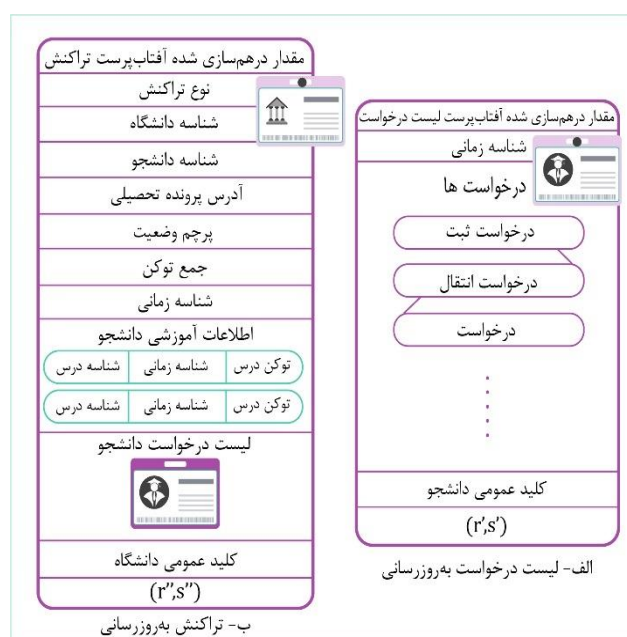 مقدار درهم‌سازی شده آفتاب‌پرست لیست درخواست
شناسه زمانی
درخواست ها
درخواست ثبت
درخواست انتقال
درخواست
کلید عمومی دانشجو
(r',s')
الف- لیست درخواست به‌روزرسانی
مقدار درهم‌سازی شده آفتاب‌پرست تراکنش
نوع تراکنش
شناسه دانشگاه
شناسه دانشجو
آدرس پرونده تحصیلی
پرچم وضعیت
جمع توکن
شناسه زمانی
اطلاعات آموزشی دانشجو
توکن درس شناسه زمانی شناسه درس
توکن درس شناسه زمانی شناسه درس
لیست درخواست دانشجو
کلید عمومی دانشگاه
(r'',s'')
ب- تراکنش به‌روزرسانی